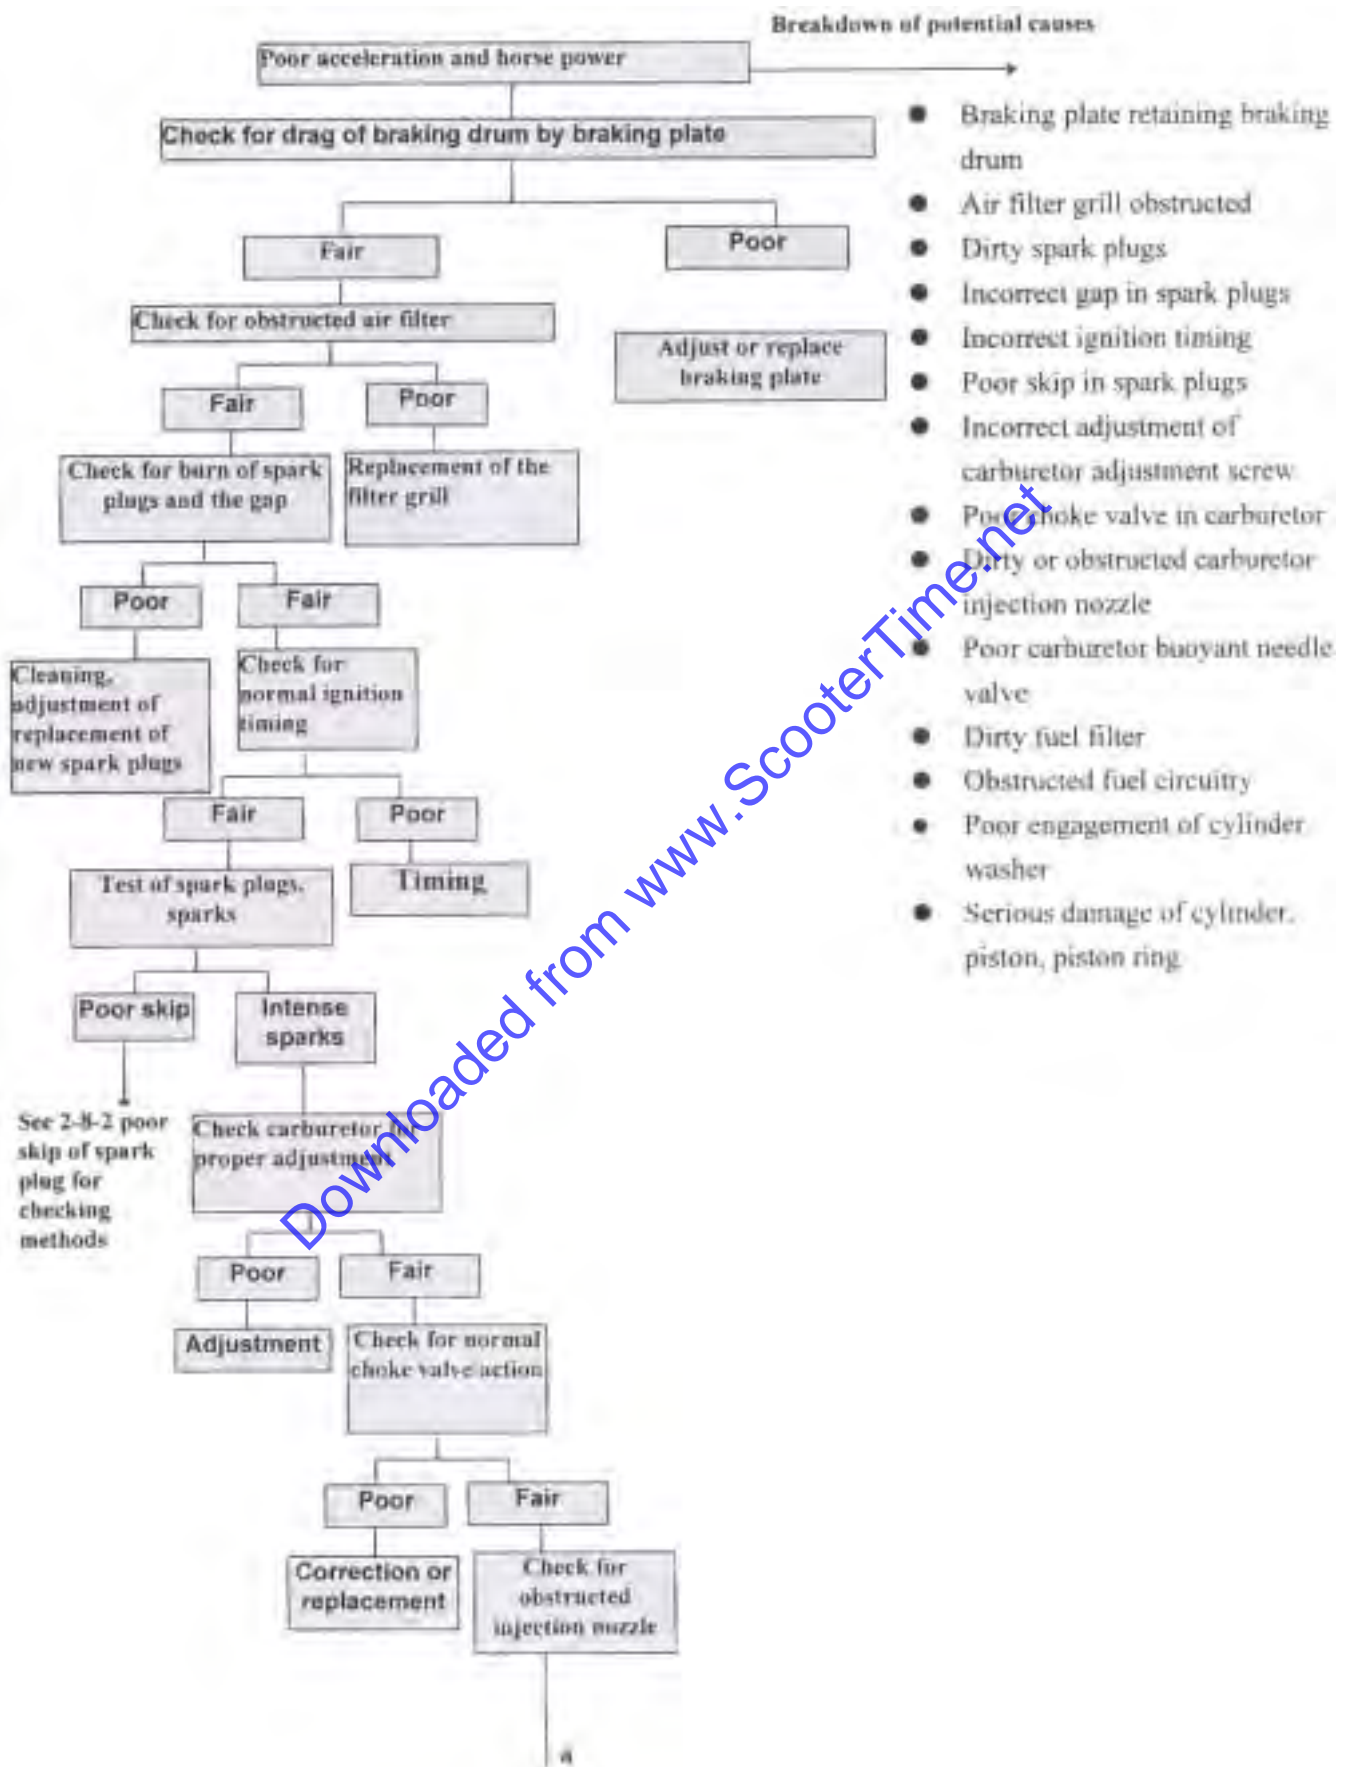 Breakdown of potential causes
Poor acceleration and horse power
Check for drag of braking drum by braking plate
Fair
Poor
Check for obstructed air filter
Adjust or replace
braking plate
Fair
Poor
Check for burn of spark
plugs and the gap
Replacement of the
filter grill
Poor
Fair
Cleaning,
adjustment of
replacement of
new spark plugs
Check for
normal ignition
timing
Fair
Poor
Test of spark plugs,
sparks
Timing
Poor skip
Intense
sparks
See 2-8-2 poor
skip of spark
plug for
checking
methods
Check carburetor for
proper adjustment
Poor
Fair
Adjustment
Check for normal
choke valve action
Poor
Fair
Correction or
replacement
Check for
obstructed
injection nozzle
a
● Braking plate retaining braking
drum
● Air filter grill obstructed
● Dirty spark plugs
● Incorrect gap in spark plugs
● Incorrect ignition timing
● Poor skip in spark plugs
● Incorrect adjustment of
carburetor adjustment screw
● Poor choke valve in carburetor
● Dirty or obstructed carburetor
injection nozzle
● Poor carburetor buoyant needle
valve
● Dirty fuel filter
● Obstructed fuel circuitry
● Poor engagement of cylinder
washer
● Serious damage of cylinder,
piston, piston ring
Downloaded from www.ScooterTime.net